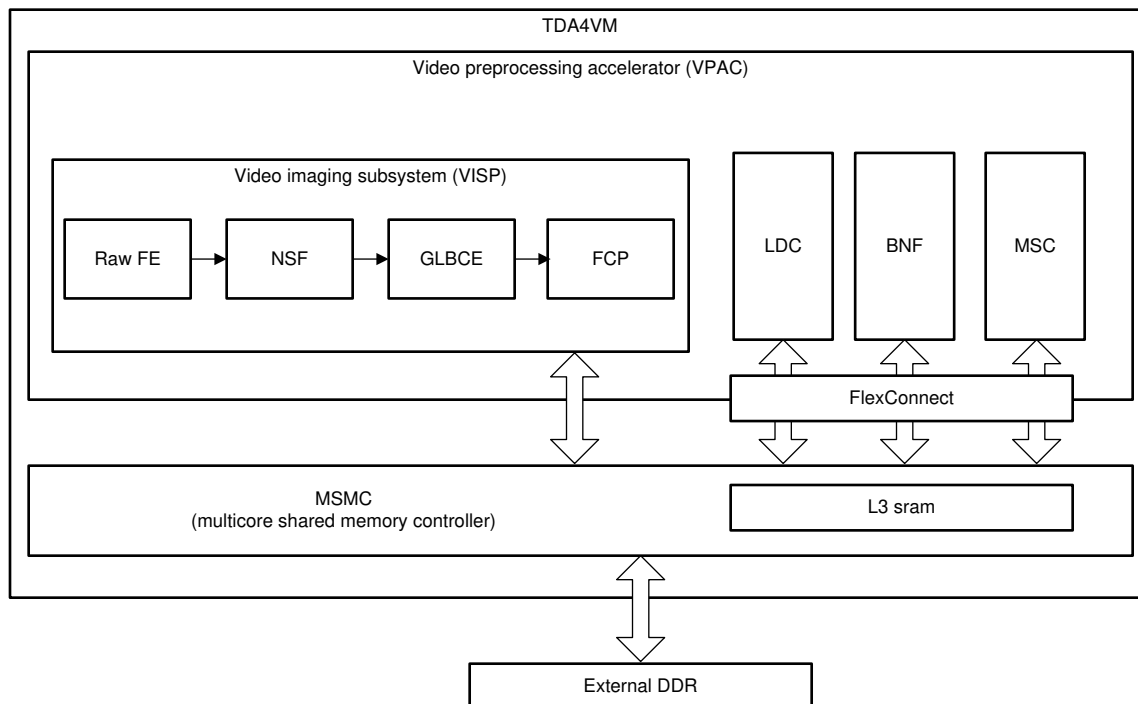 TDA4VM
Video preprocessing accelerator (VPAC)
Video imaging subsystem (VISP)
Raw FE
NSF
GLBCE
FCP
LDC
BNF
MSC
FlexConnect
MSMC
(multicore shared memory controller)
L3 sram
External DDR